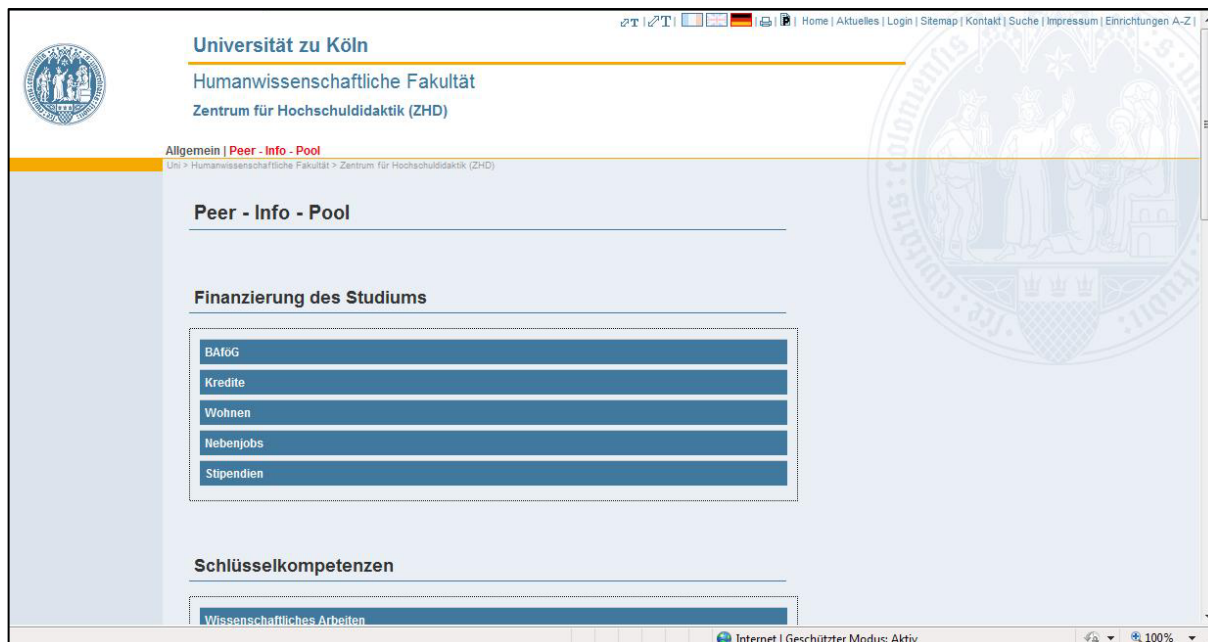 T | T | Home | Aktuelles | Login | Sitemap | Kontakt | Suche | Impressum | Einrichtungen A-Z |
Universität zu Köln
Humanwissenschaftliche Fakultät
Zentrum für Hochschuldidaktik (ZHD)
Allgemein | Peer - Info - Pool
Uni > Humanwissenschaftliche Fakultät > Zentrum für Hochschuldidaktik (ZHD)
Peer - Info - Pool
Finanzierung des Studiums
BAföG
Kredite
Wohnen
Nebenjobs
Stipendien
Schlüsselkompetenzen
Wissenschaftliches Arbeiten
Internet | Geschützter Modus: Aktiv
100%